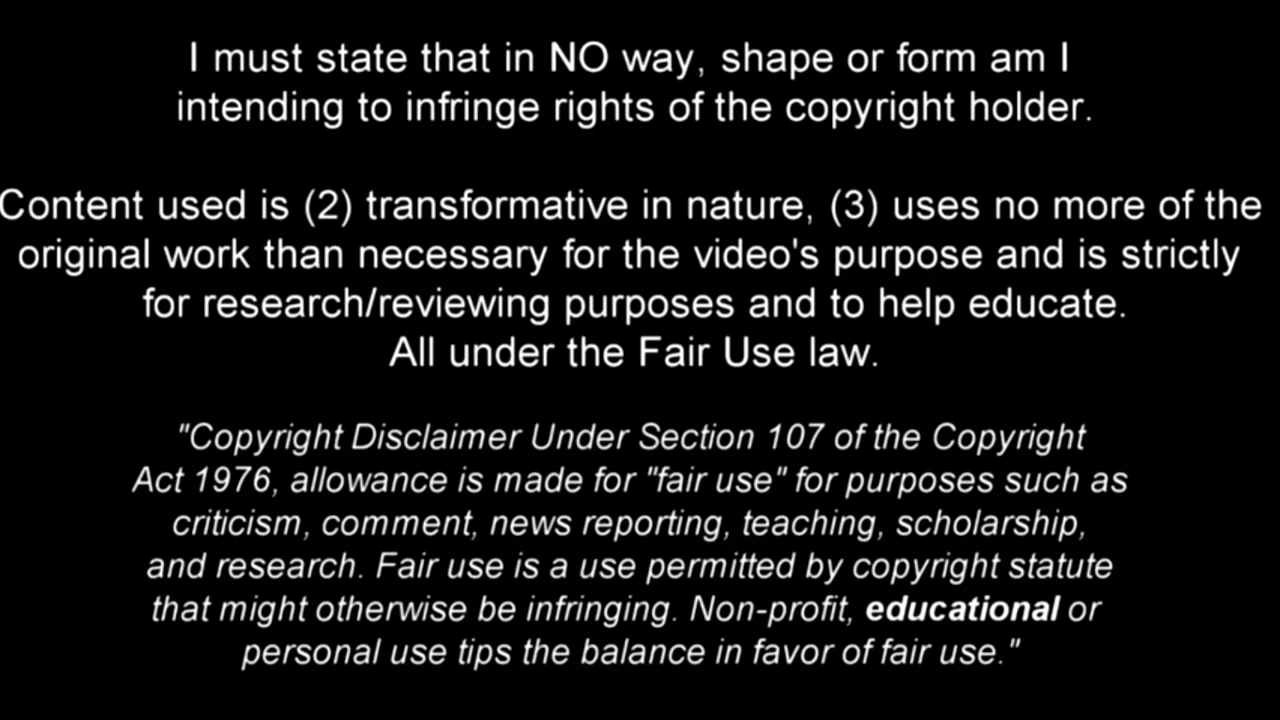 I must state that in NO way, shape or form am I
intending to infringe rights of the copyright holder.
Content used is (2) transformative in nature, (3) uses no more of the
original work than necessary for the video's purpose and is strictly
for research/reviewing purposes and to help educate.
All under the Fair Use law.
"Copyright Disclaimer Under Section 107 of the Copyright
Act 1976, allowance is made for "fair use" for purposes such as
criticism, comment, news reporting, teaching, scholarship,
and research. Fair use is a use permitted by copyright statute
that might otherwise be infringing. Non-profit, educational or
personal use tips the balance in favor of fair use."